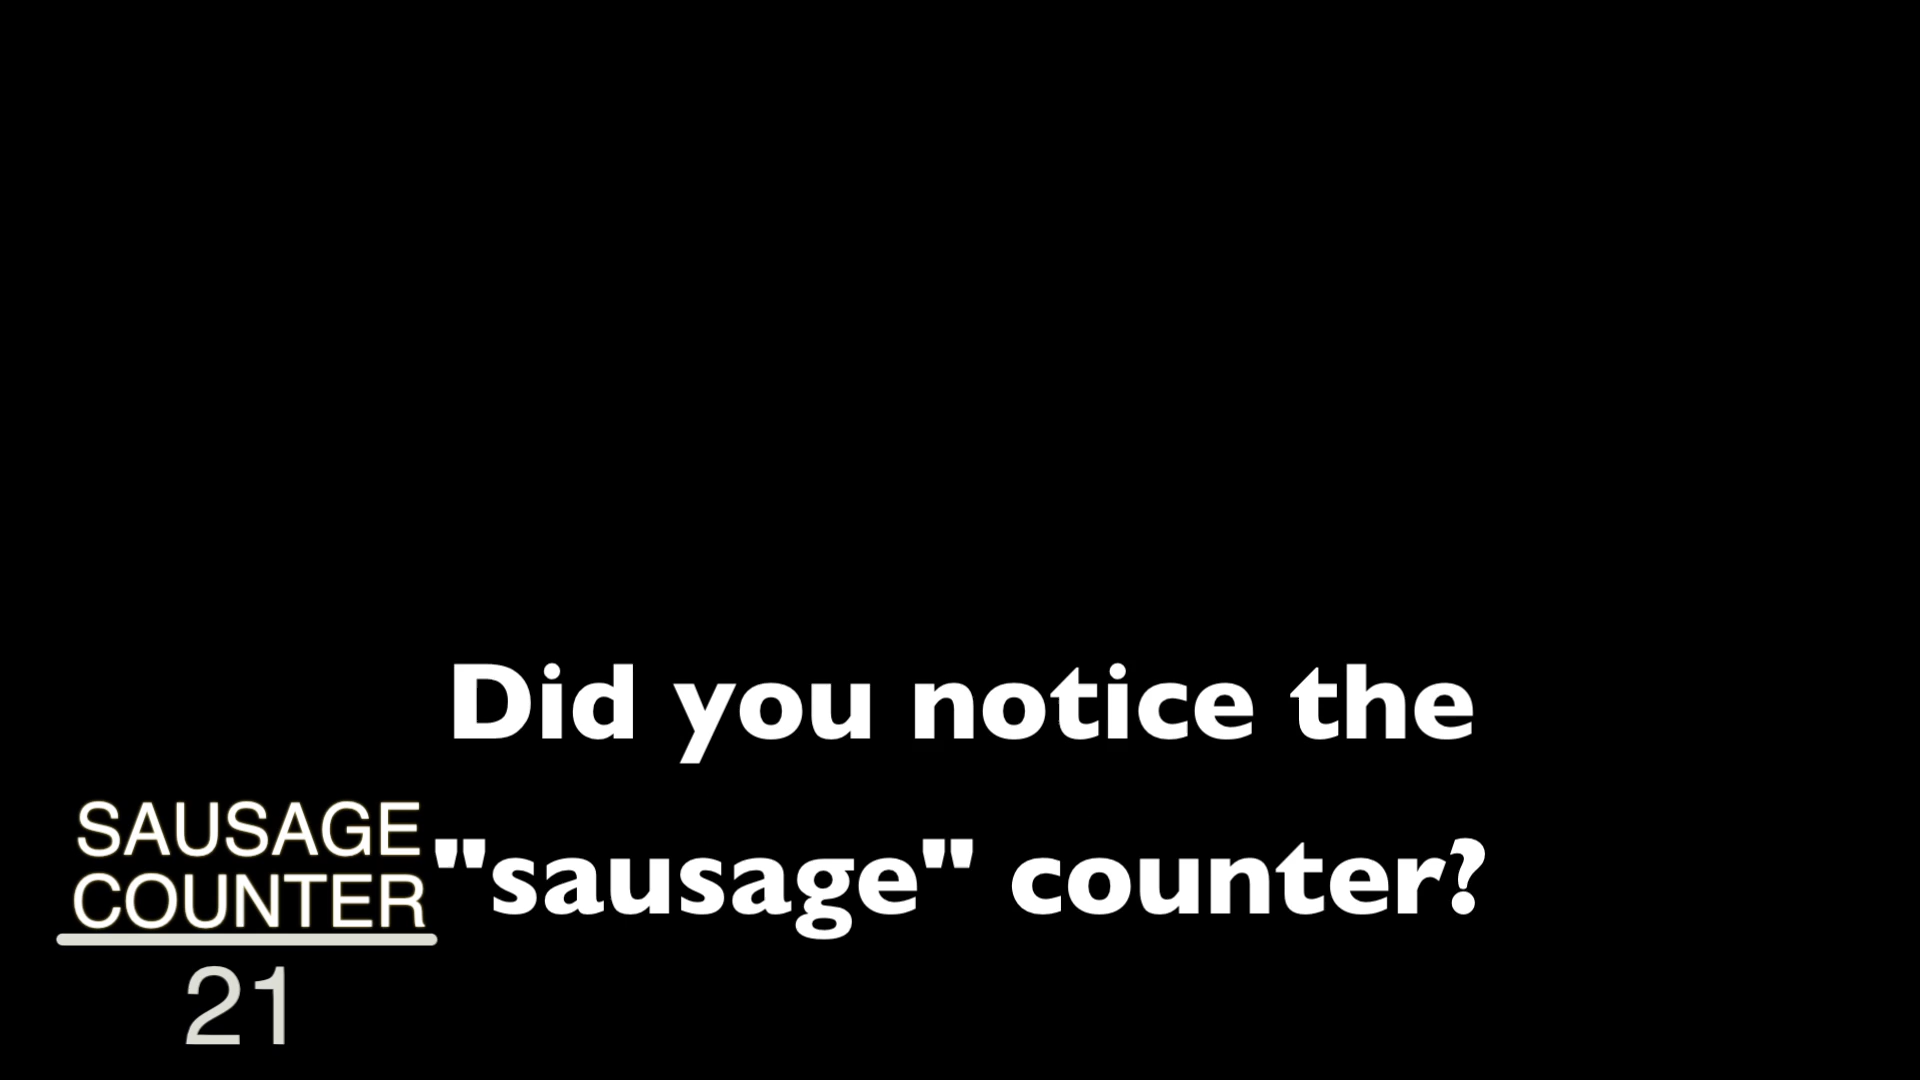 Did you notice the
"sausage" counter?
SAUSAGE
COUNTER
21